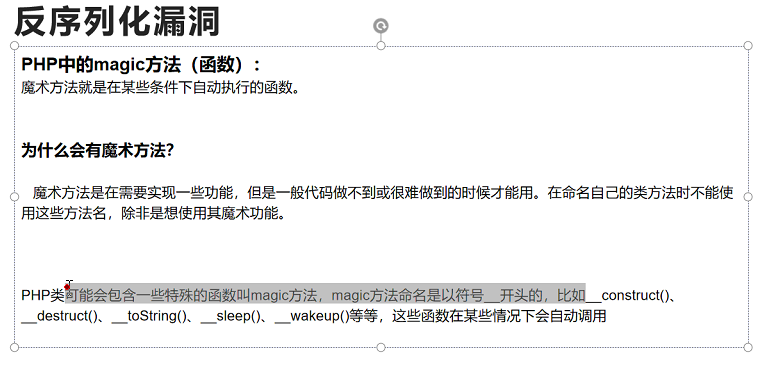 反序列化漏洞
PHP中的magic方法（函数）：
魔术方法就是在某些条件下自动执行的函数。
为什么会有魔术方法？
魔术方法是在需要实现一些功能，但是一般代码做不到或很难做到的时候才能用。在命名自己的类方法时不能使
用这些方法名，除非是想使用其魔术功能。
PHP类可能会包含一些特殊的函数叫magic方法，magic方法命名是以符号__开头的，比如__construct()、
__destruct()、__toString()、__sleep()、__wakeup()等等，这些函数在某些情况下会自动调用